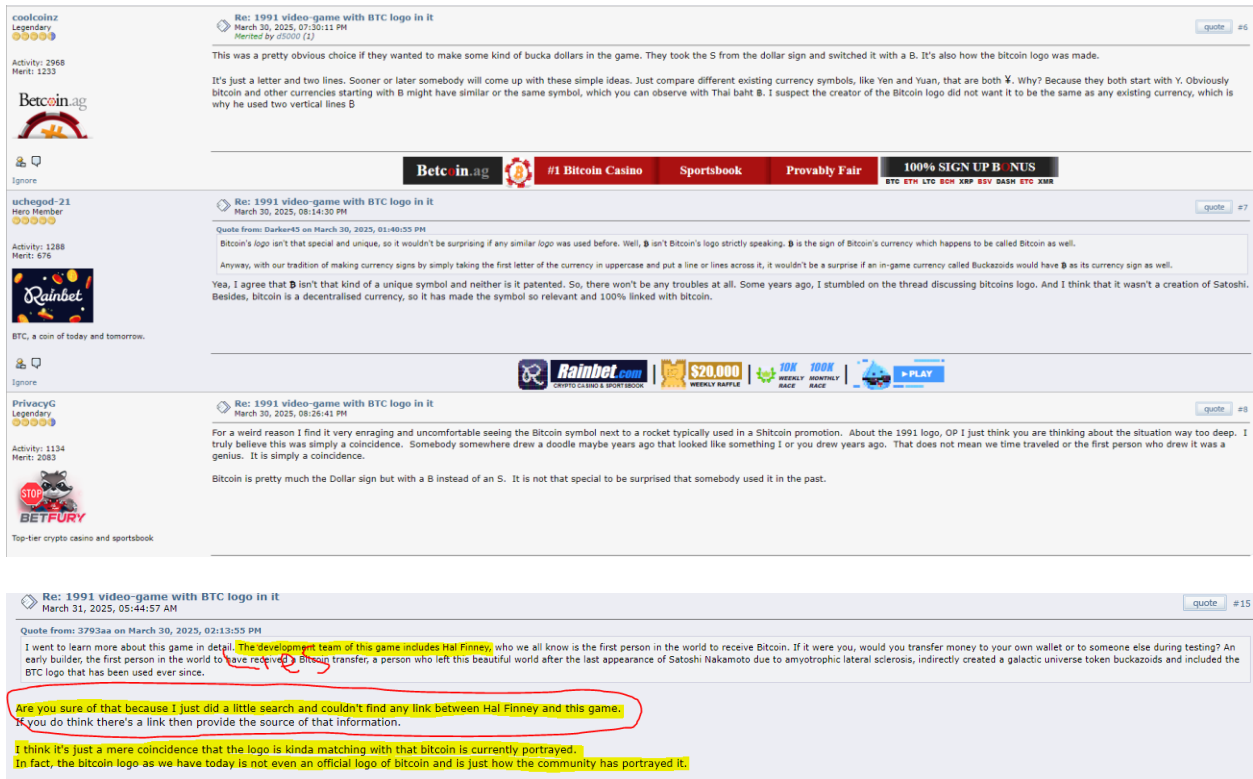 coolcoinz
Legendary
Activity: 2968
Merit: 1233
Betcoin.ag
Ignore
Re: 1991 video-game with BTC logo in it
March 30, 2025, 07:30:11 PM
Merited by d5000 (1)
quote #6
This was a pretty obvious choice if they wanted to make some kind of bucka dollars in the game. They took the S from the dollar sign and switched it with a B. It's also how the bitcoin logo was made.
It's just a letter and two lines. Sooner or later somebody will come up with these simple ideas. Just compare different existing currency symbols, like Yen and Yuan, that are both ¥. Why? Because they both start with Y. Obviously
bitcoin and other currencies starting with B might have similar or the same symbol, which you can observe with Thai baht ฿. I suspect the creator of the Bitcoin logo did not want it to be the same as any existing currency, which is
why he used two vertical lines ₿
Betcoin.ag #1 Bitcoin Casino Sportsbook Provably Fair 100% SIGN UP BONUS
BTC ETH LTC BCH XRP BSV DASH ETC XMR
uchegod-21
Hero Member
Activity: 1288
Merit: 676
Rainbet
BTC, a coin of today and tomorrow.
Ignore
Re: 1991 video-game with BTC logo in it
March 30, 2025, 08:14:30 PM
quote #7
Quote from: Darker45 on March 30, 2025, 01:40:55 PM
Bitcoin's logo isn't that special and unique, so it wouldn't be surprising if any similar logo was used before. Well, ₿ isn't Bitcoin's logo strictly speaking. ₿ is the sign of Bitcoin's currency which happens to be called Bitcoin as well.
Anyway, with our tradition of making currency signs by simply taking the first letter of the currency in uppercase and put a line or lines across it, it wouldn't be a surprise if an in-game currency called Buckazoids would have ₿ as its currency sign as well.
Yea, I agree that ₿ isn't that kind of a unique symbol and neither is it patented. So, there won't be any troubles at all. Some years ago, I stumbled on the thread discussing bitcoins logo. And I think that it wasn't a creation of Satoshi.
Besides, bitcoin is a decentralised currency, so it has made the symbol so relevant and 100% linked with bitcoin.
Rainbet.com | $20,000 | 10K 100K | PLAY
CRYPTO CASINO & SPORTSBOOK WEEKLY RAFFLE WEEKLY RACE MONTHLY RACE
PrivacyG
Legendary
Activity: 1134
Merit: 2083
STOP
BETFURY
Top-tier crypto casino and sportsbook
Re: 1991 video-game with BTC logo in it
March 30, 2025, 08:26:41 PM
quote #8
For a weird reason I find it very enraging and uncomfortable seeing the Bitcoin symbol next to a rocket typically used in a Shitcoin promotion. About the 1991 logo, OP I just think you are thinking about the situation way too deep. I
truly believe this was simply a coincidence. Somebody somewhere drew a doodle maybe years ago that looked like something I or you drew years ago. That does not mean we time traveled or the first person who drew it was a
genius. It is simply a coincidence.
Bitcoin is pretty much the Dollar sign but with a B instead of an S. It is not that special to be surprised that somebody used it in the past.
Re: 1991 video-game with BTC logo in it
March 31, 2025, 05:44:57 AM
quote #15
Quote from: 3793aa on March 30, 2025, 02:13:55 PM
I went to learn more about this game in detail. The development team of this game includes Hal Finney, who we all know is the first person in the world to receive Bitcoin. If it were you, would you transfer money to your own wallet or to someone else during testing? An
early builder, the first person in the world to have received a Bitcoin transfer, a person who left this beautiful world after the last appearance of Satoshi Nakamoto due to amyotrophic lateral sclerosis, indirectly created a galactic universe token buckazoids and included the
BTC logo that has been used ever since.
Lies
Are you sure of that because I just did a little search and couldn't find any link between Hal Finney and this game.
If you do think there's a link then provide the source of that information.
I think it's just a mere coincidence that the logo is kinda matching with that bitcoin is currently portrayed.
In fact, the bitcoin logo as we have today is not even an official logo of bitcoin and is just how the community has portrayed it.